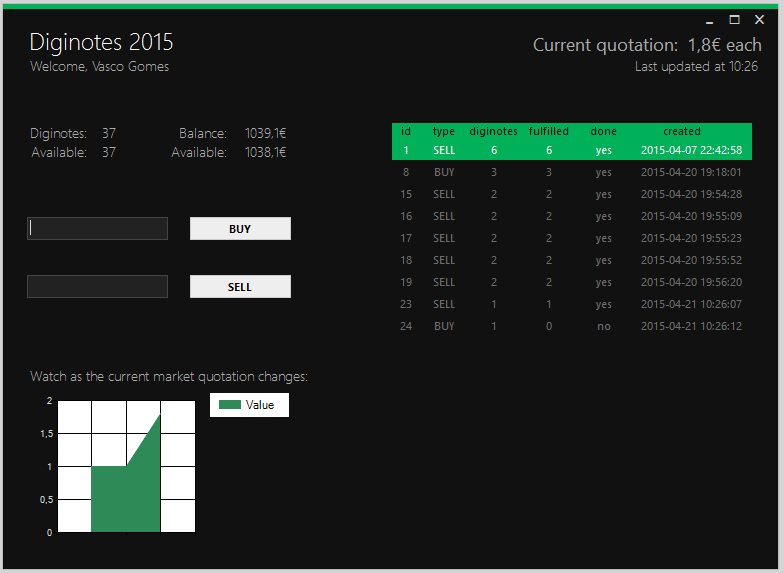 Diginotes 2015
Welcome, Vasco Gomes
Current quotation: 1,8€ each
Last updated at 10:26
Diginotes: 37 Balance: 1039,1€
Available: 37 Available: 1038,1€
BUY
SELL
id type diginotes fulfilled done created
1 SELL 6 6 yes 2015-04-07 22:42:58
8 BUY 3 3 yes 2015-04-20 19:18:01
15 SELL 2 2 yes 2015-04-20 19:54:28
16 SELL 2 2 yes 2015-04-20 19:55:09
17 SELL 2 2 yes 2015-04-20 19:55:23
18 SELL 2 2 yes 2015-04-20 19:55:52
19 SELL 2 2 yes 2015-04-20 19:56:20
23 SELL 1 1 yes 2015-04-21 10:26:07
24 BUY 1 0 no 2015-04-21 10:26:12
Watch as the current market quotation changes:
2
1,5
1
0,5
0
Value